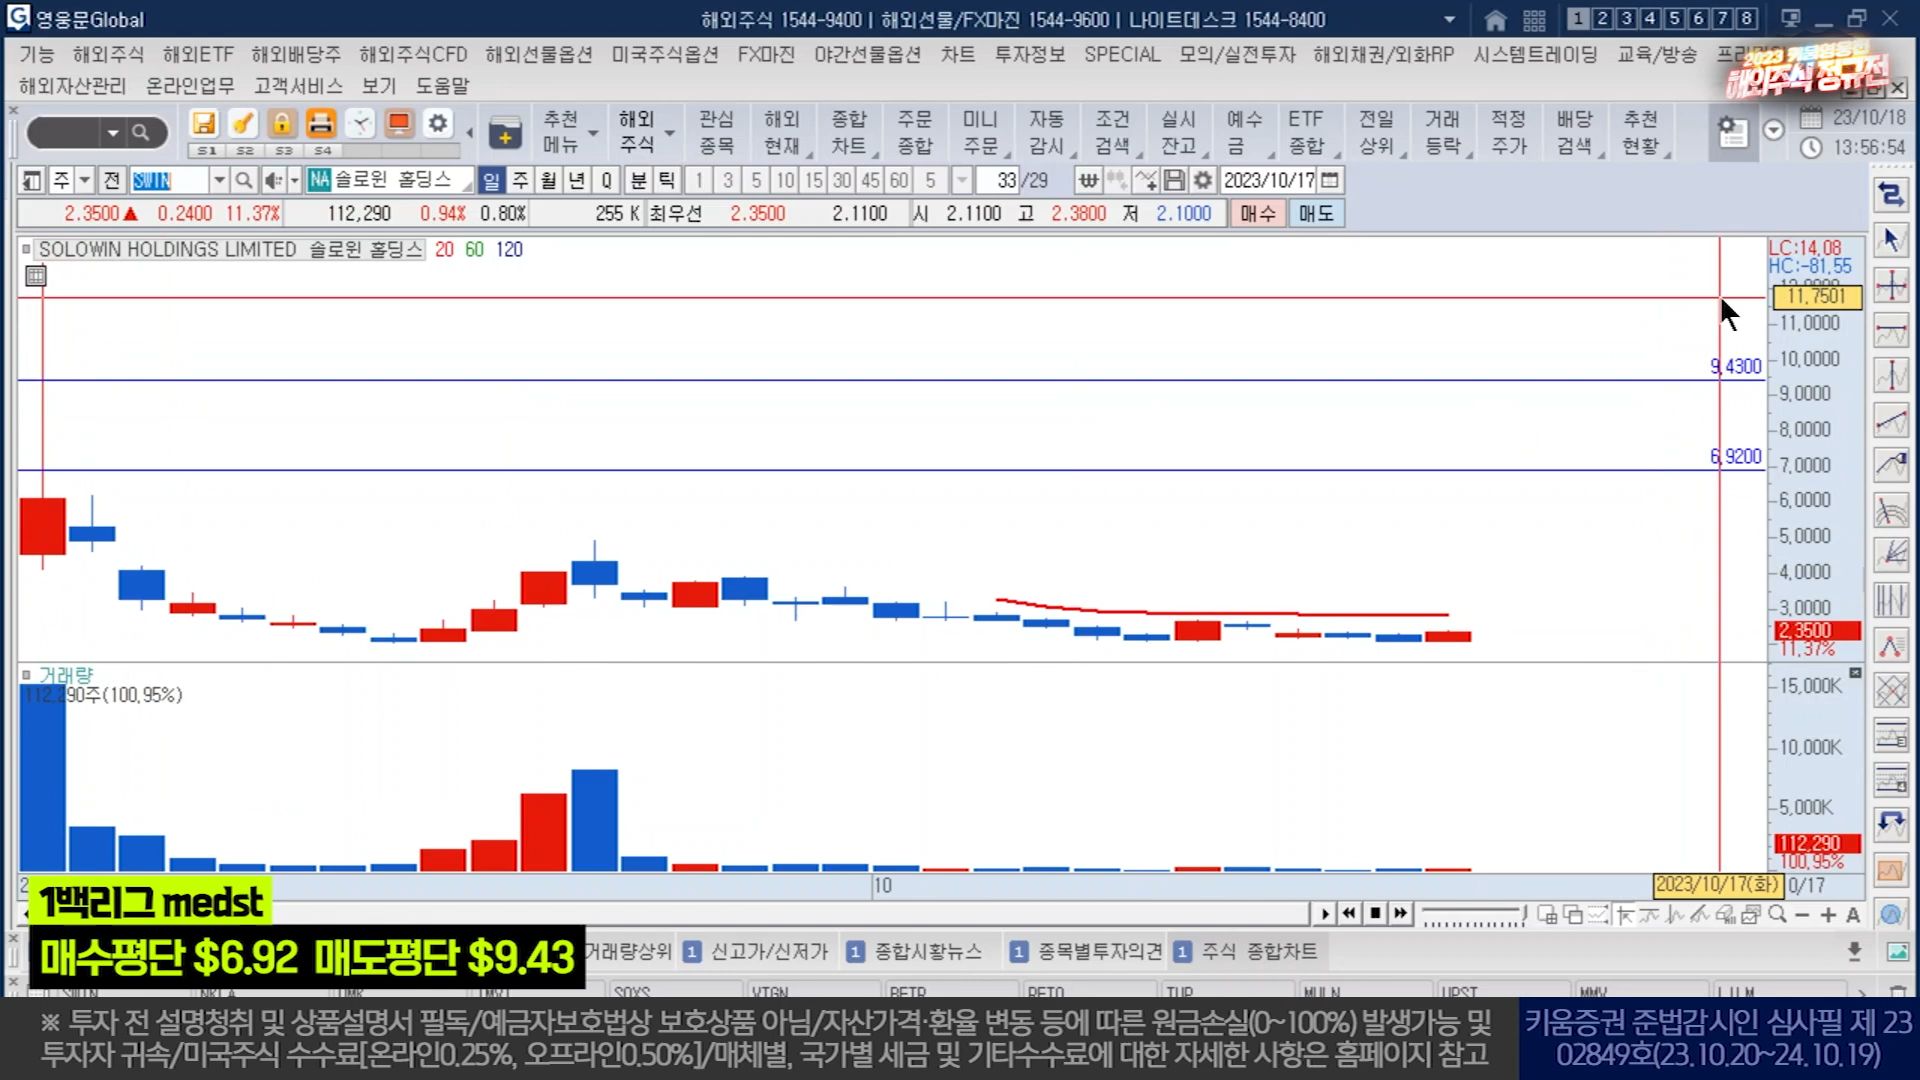 영웅문Global
해외주식 1544-9400 | 해외선물/FX마진 1544-9600 | 나이트데스크 1544-8400
1 2 3 4 5 6 7 8
기능 해외주식 해외ETF 해외배당주 해외주식CFD 해외선물옵션 미국주식옵션 FX마진 야간선물옵션 차트 투자정보 SPECIAL 모의/실전투자 해외채권/외화RP 시스템트레이딩 교육/방송
2023 키움영웅전
해외주식 정규전
해외자산관리 온라인업무 고객서비스 보기 도움말
S1 S2 S3 S4
추천 메뉴 해외 주식 관심 종목 해외 현재 종합 차트 주문 종합 미니 주문 자동 감시 조건 검색 실시 잔고 예수 금 ETF 종합 전일 상위 거래 등락 적정 주가 배당 검색 추천 현황
23/10/18
13:56:54
주 전 SWIN NA 솔로윈 홀딩스 일 주 월 년 Q 분 틱 1 3 5 10 15 30 45 60 5 33 /29 2023/10/17
2.3500▲ 0.2400 11.37% 112,290 0.94% 0.80% 255 K 최우선 2.3500 2.1100 시 2.1100 고 2.3800 저 2.1000 매수 매도
SOLOWIN HOLDINGS LIMITED 솔로윈 홀딩스 20 60 120
LC:14.08
HC:-81.55
11.7501
11.0000
10.0000
9.4300
9.0000
8.0000
6.9200
7.0000
6.0000
5.0000
4.0000
3.0000
2.3500
11.37%
거래량
112,290주(100.95%)
15,000K
10,000K
5,000K
112,290
100.95%
10
2023/10/17(화) 0/17
A
1백리그 medst
매수평단 $6.92 매도평단 $9.43
거래량상위 1 신고가/신저가 1 종합시황뉴스 1 종목별투자의견 1 주식 종합차트
※ 투자 전 설명청취 및 상품설명서 필독/예금자보호법상 보호상품 아님/자산가격·환율 변동 등에 따른 원금손실(0~100%) 발생가능 및
투자자 귀속/미국주식 수수료[온라인0.25%, 오프라인0.50%]/매체별, 국가별 세금 및 기타수수료에 대한 자세한 사항은 홈페이지 참고
키움증권 준법감시인 심사필 제 23
02849호(23.10.20~24.10.19)